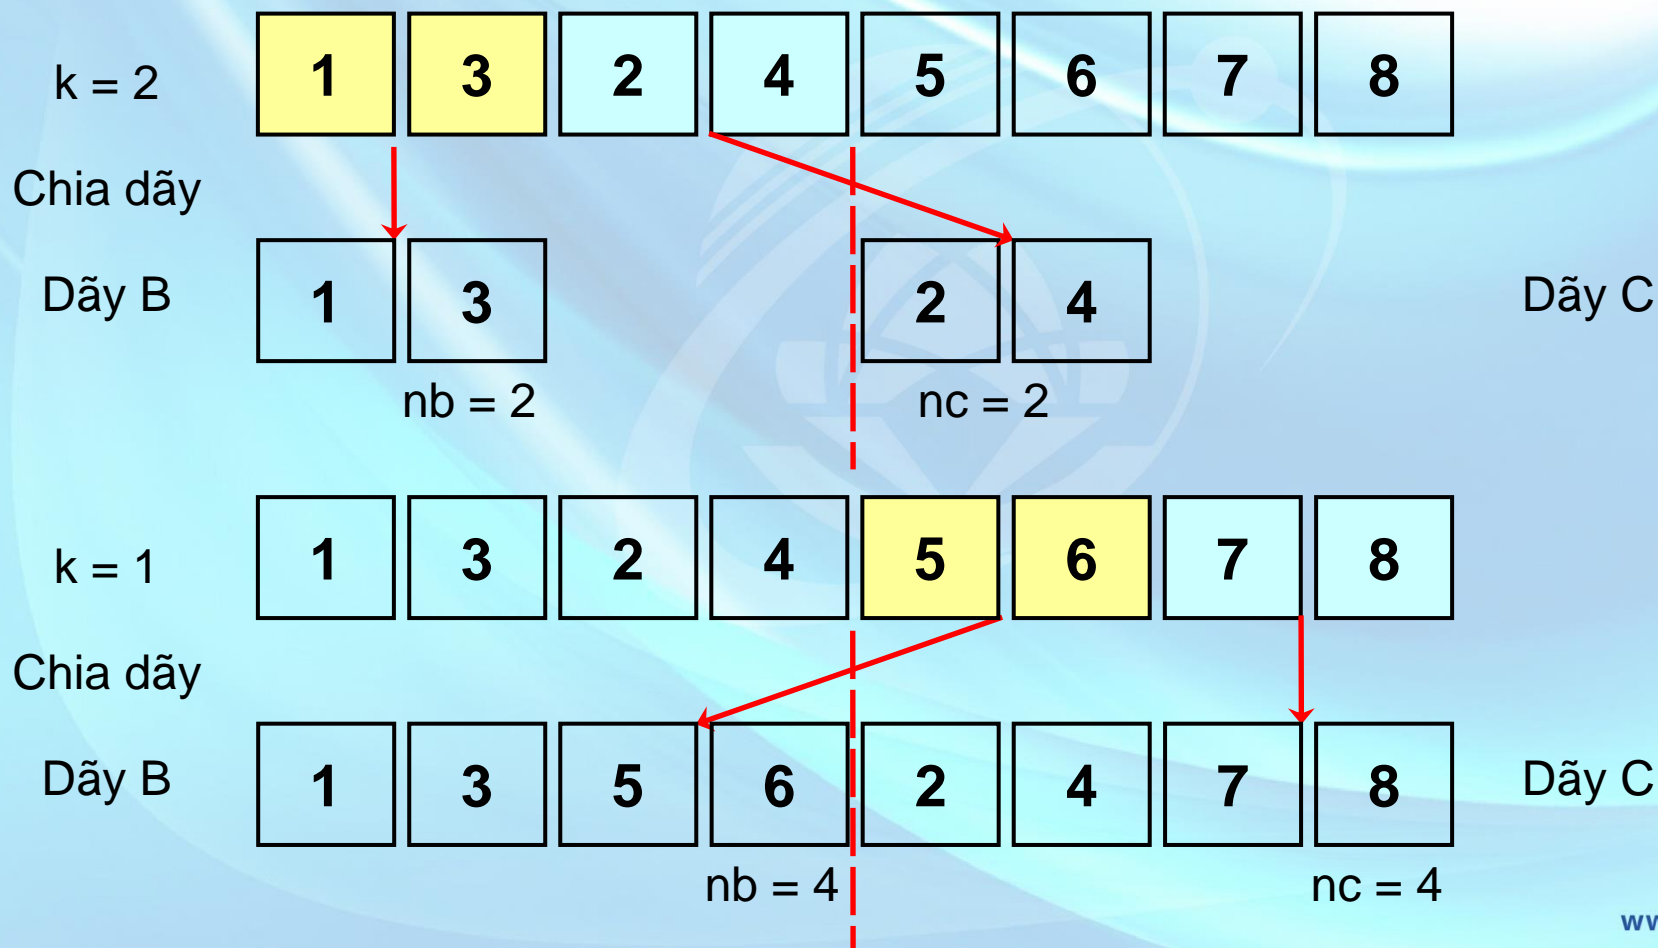 k = 2 1 3 2 4 5 6 7 8
Chia dãy
Dãy B 1 3 2 4 Dãy C
nb = 2 nc = 2
k = 1 1 3 2 4 5 6 7 8
Chia dãy
Dãy B 1 3 5 6 2 4 7 8 Dãy C
nb = 4 nc = 4